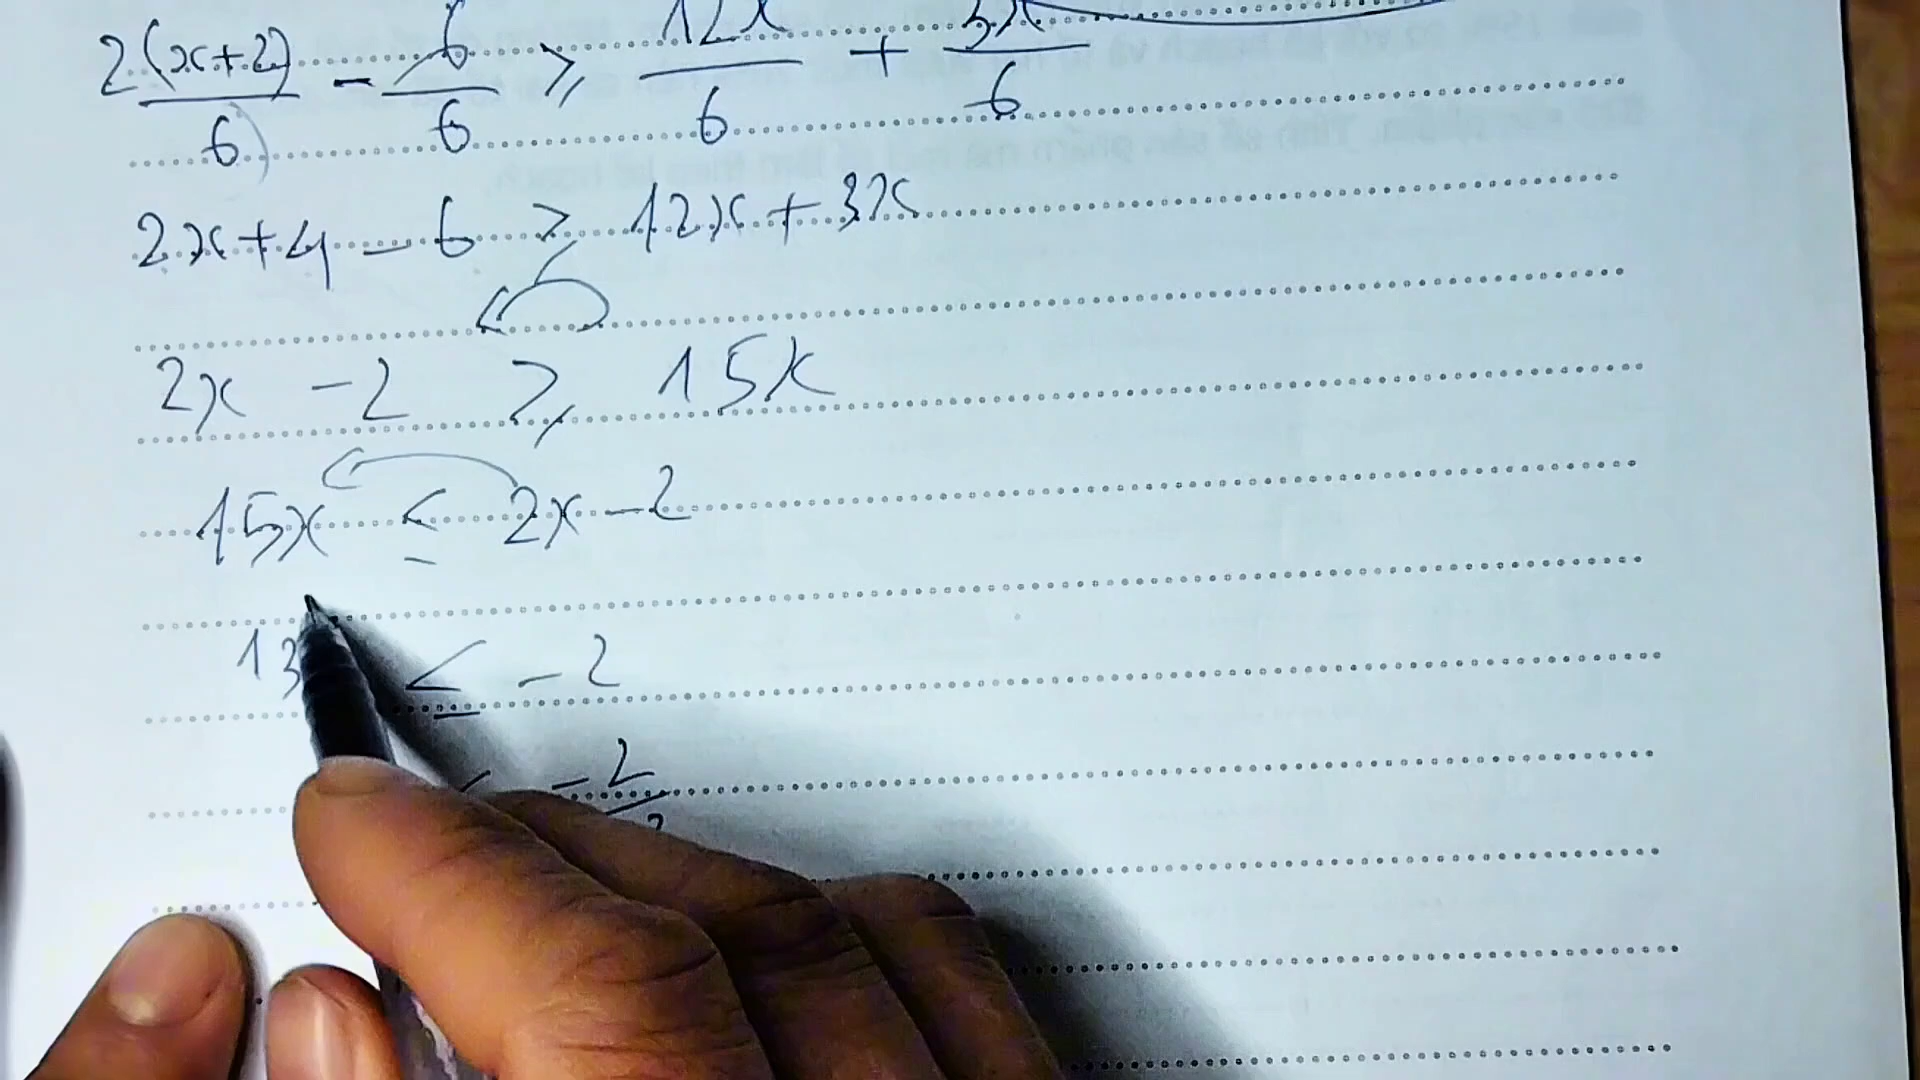 2(x+2)/6 - 6/6 ≥ 12x/6 + 3x/6
2x+4 - 6 ≥ 12x + 3x
2x - 2 ≥ 15x
15x ≤ 2x - 2
13 ≤ - 2
≤ - 2